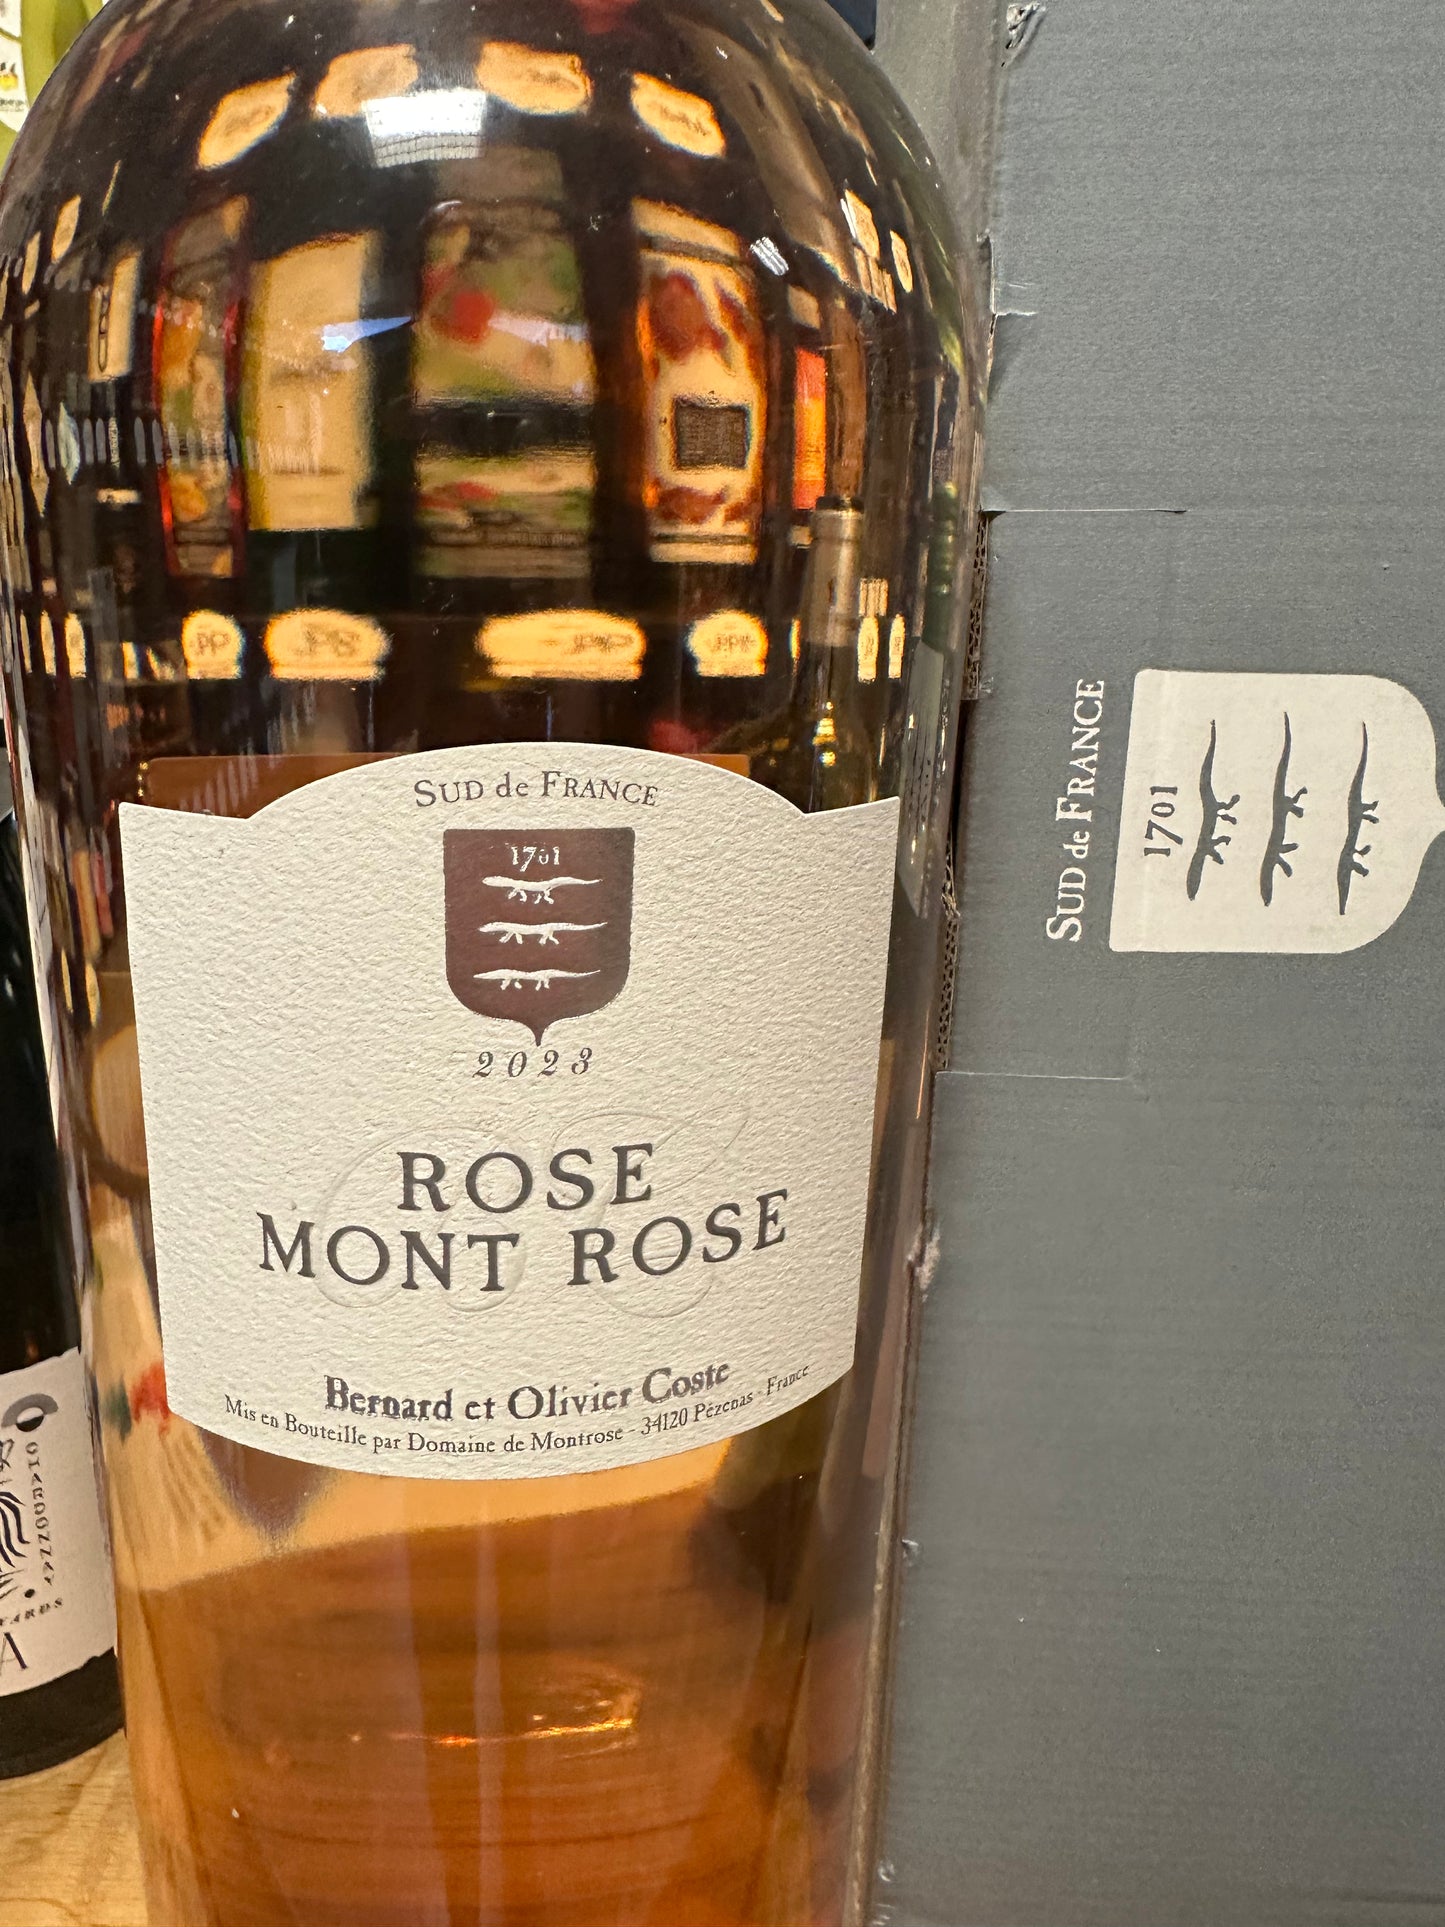 SUD de FRANCE
1701
2023
ROSE
MONT ROSE
Bernard et Olivier Coste
Mis en Bouteille par Domaine de Montrose - 34120 Pézenas - France
SUD de FRANCE
1701
A